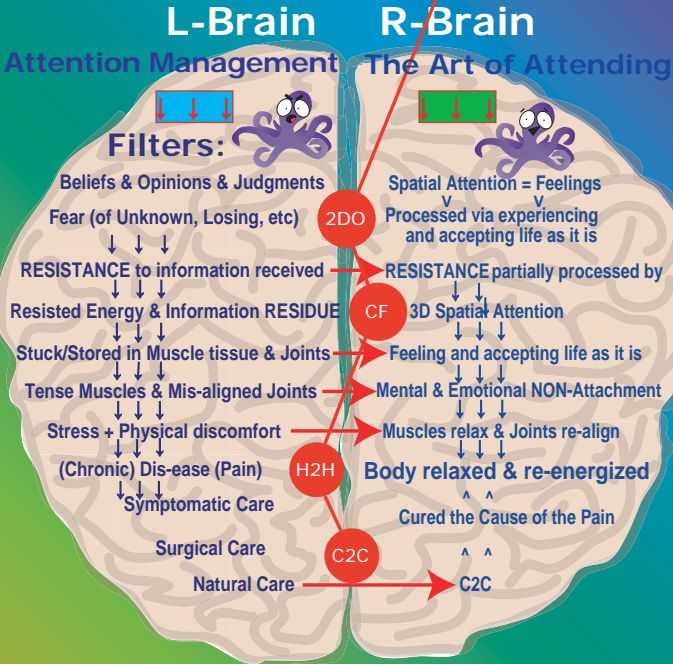 L-Brain
R-Brain
Attention Management
The Art of Attending
Filters:
Beliefs & Opinions & Judgments
Spatial Attention = Feelings
Fear (of Unknown, Losing, etc)
2DO
Processed via experiencing
and accepting life as it is
RESISTANCE to information received
RESISTANCE partially processed by
Resisted Energy & Information RESIDUE
CF
3D Spatial Attention
Stuck/Stored in Muscle tissue & Joints
Feeling and accepting life as it is
Tense Muscles & Mis-aligned Joints
Mental & Emotional NON-Attachment
Stress + Physical discomfort
Muscles relax & Joints re-align
(Chronic) Dis-ease (Pain)
H2H
Body relaxed & re-energized
Symptomatic Care
Cured the Cause of the Pain
Surgical Care
C2C
Natural Care
C2C